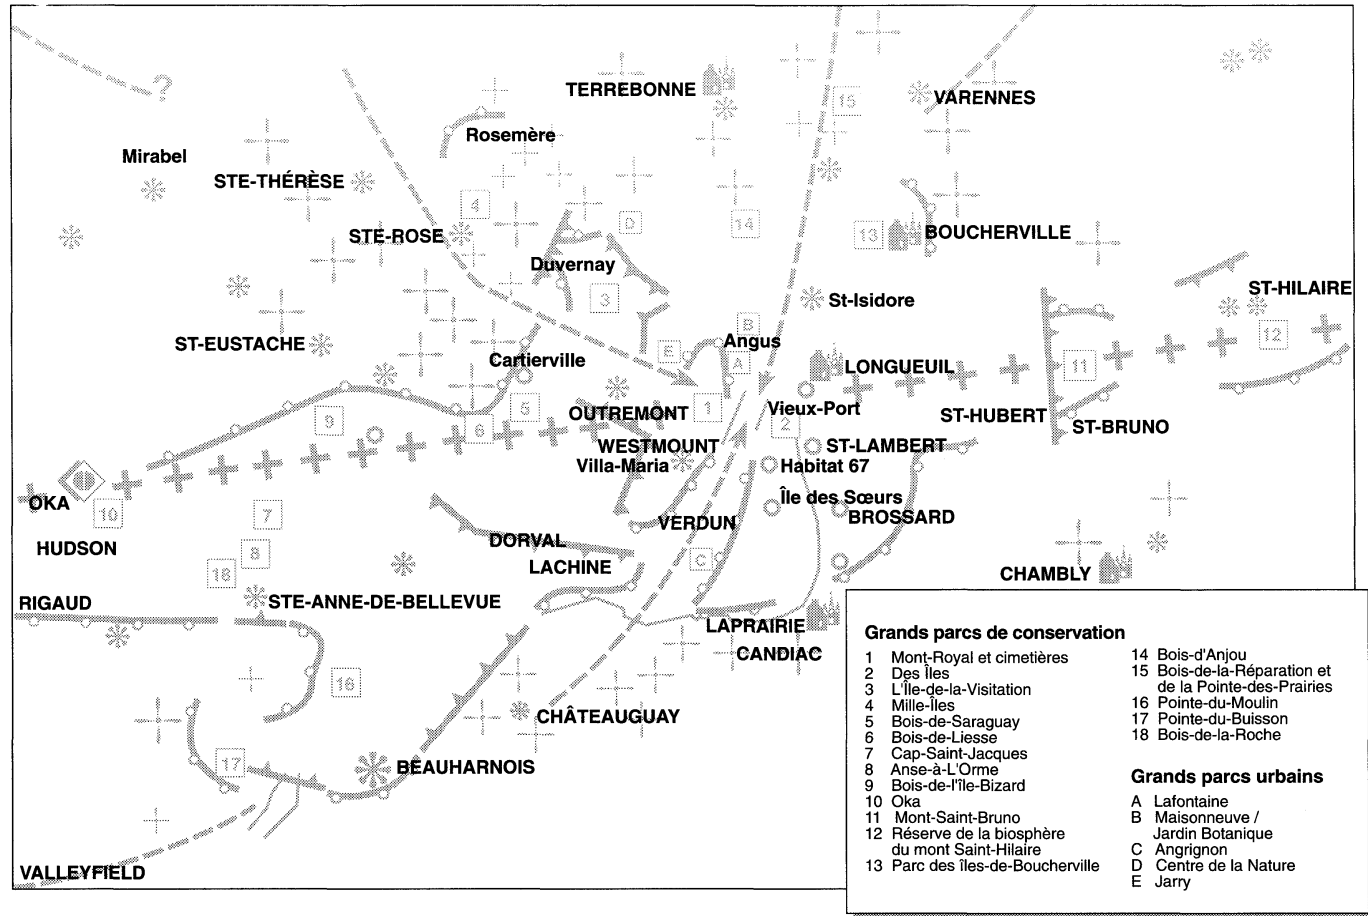 ?
TERREBONNE
15
VARENNES
Rosemère
Mirabel
STE-THÉRÈSE
4
D
14
STE-ROSE
13
BOUCHERVILLE
Duvernay
3
St-Isidore
ST-HILAIRE
12
ST-EUSTACHE
B
Angus
E
A
Cartierville
LONGUEUIL
11
9
5
6
OUTREMONT
1
Vieux-Port
2
ST-HUBERT
ST-BRUNO
WESTMOUNT
ST-LAMBERT
Villa-Maria
Habitat 67
OKA
10
7
Île des Sœurs
VERDUN
BROSSARD
HUDSON
8
DORVAL
LACHINE
C
18
CHAMBLY
RIGAUD
STE-ANNE-DE-BELLEVUE
LAPRAIRIE
CANDIAC
16
CHÂTEAUGUAY
17
BEAUHARNOIS
VALLEYFIELD
Grands parcs de conservation
1 Mont-Royal et cimetières
2 Des Îles
3 L'Île-de-la-Visitation
4 Mille-Îles
5 Bois-de-Saraguay
6 Bois-de-Liesse
7 Cap-Saint-Jacques
8 Anse-à-L'Orme
9 Bois-de-l'île-Bizard
10 Oka
11 Mont-Saint-Bruno
12 Réserve de la biosphère
du mont Saint-Hilaire
13 Parc des îles-de-Boucherville
14 Bois-d'Anjou
15 Bois-de-la-Réparation et
de la Pointe-des-Prairies
16 Pointe-du-Moulin
17 Pointe-du-Buisson
18 Bois-de-la-Roche
Grands parcs urbains
A Lafontaine
B Maisonneuve /
Jardin Botanique
C Angrignon
D Centre de la Nature
E Jarry